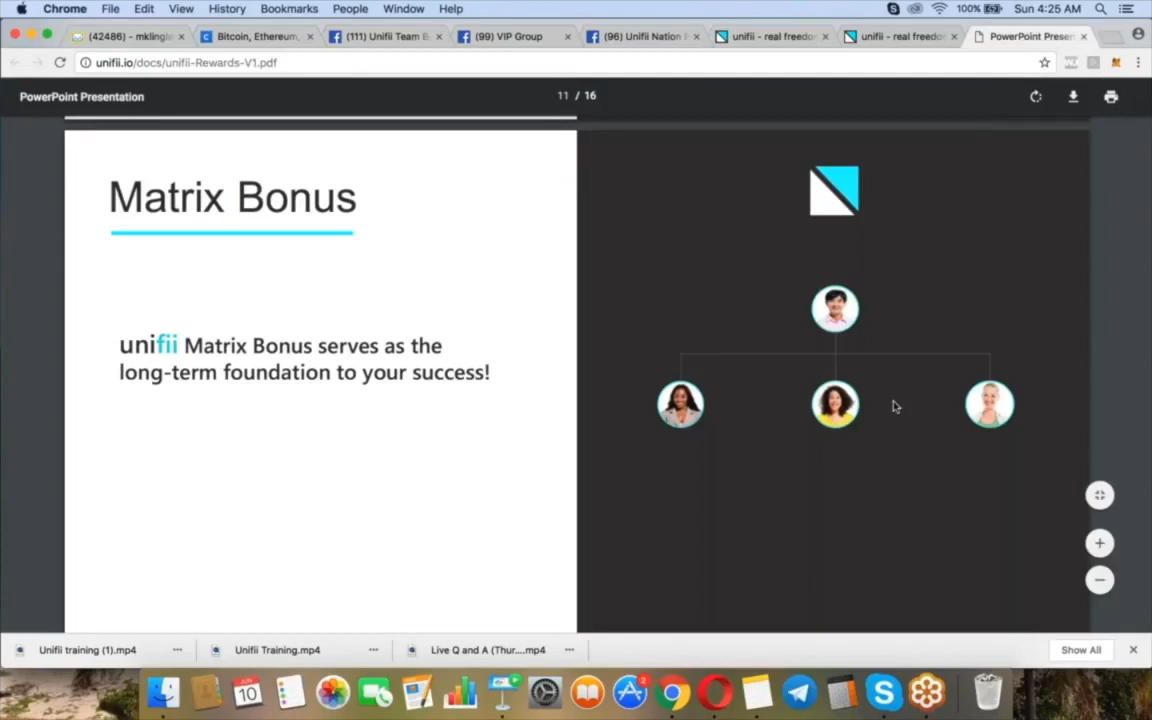 Chrome File Edit View History Bookmarks People Window Help 100% Sun 4:25 AM
(42486) - mklingle Bitcoin, Ethereum, (111) Unifii Team B (99) VIP Group (96) Unifii Nation unifii - real freedo unifii - real freedo PowerPoint Presen
unifii.io/docs/unifii-Rewards-V1.pdf
PowerPoint Presentation 11 / 16
Matrix Bonus
unifii Matrix Bonus serves as the
long-term foundation to your success!
Unifii training (1).mp4 Unifii Training.mp4 Live Q and A (Thur....mp4 Show All
JUN
10
2